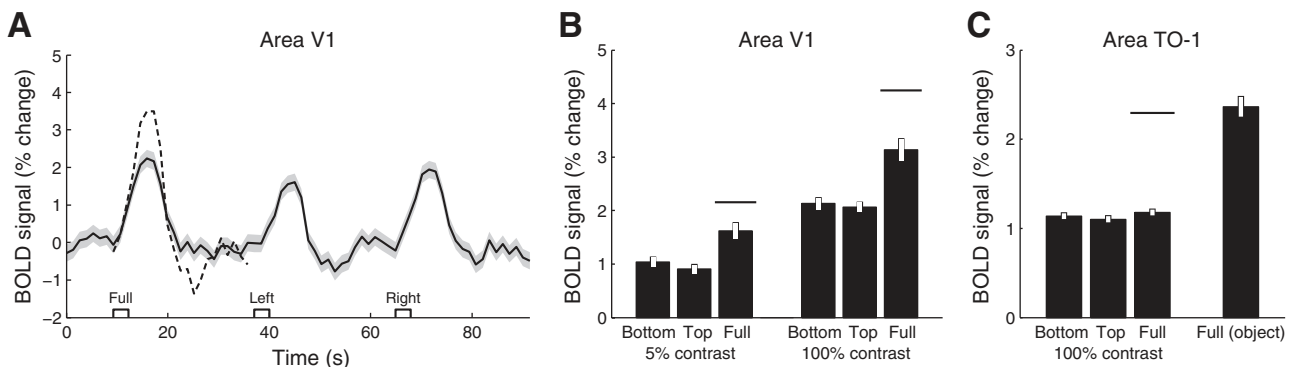 A
Area V1
BOLD signal (% change)
5
4
3
2
1
0
−1
−2
Full
Left
Right
0
20
40
60
80
Time (s)
B
Area V1
BOLD signal (% change)
5
4
3
2
1
0
Bottom Top Full
5% contrast
Bottom Top Full
100% contrast
C
Area TO-1
BOLD signal (% change)
3
2
1
0
Bottom Top Full
100% contrast
Full (object)